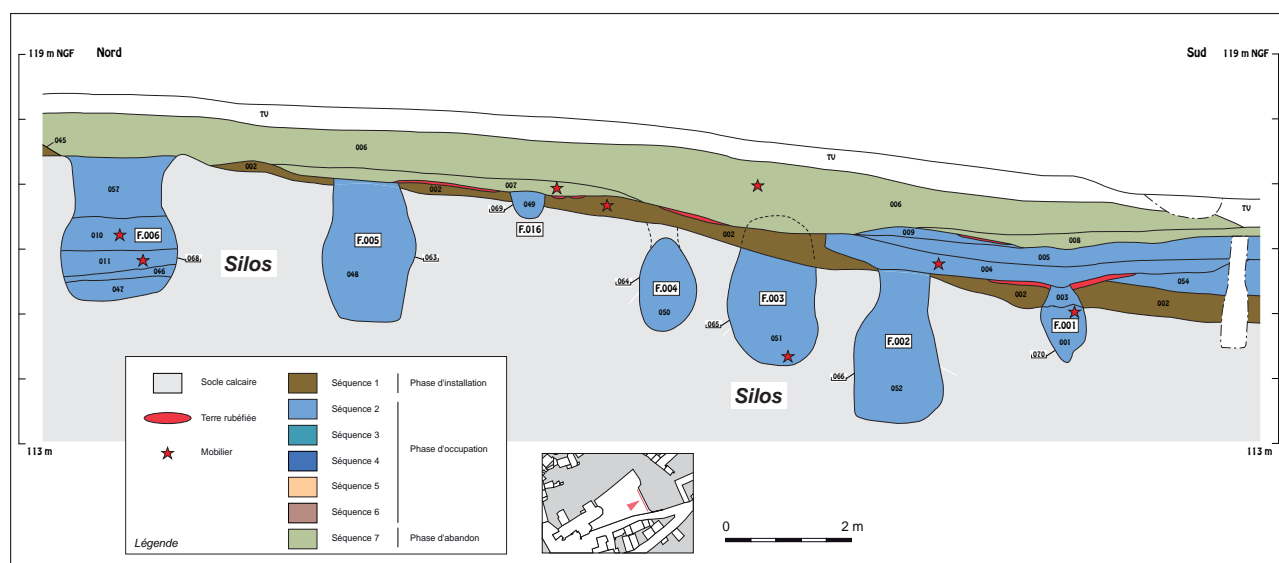 119 m NGF Nord
Sud 119 m NGF
TV
TV
TV
045
006
006
002
057
007
002
049
.069
F.016
010
F.006
011
046
.068
047
Silos
F.005
048
.063
002
009
005
008
004
054
.064
F.004
050
F.003
.065
051
F.002
.066
052
002
003
002
F.001
001
.070
Silos
113 m
113 m
Socle calcaire
Terre rubéfiée
Mobilier
Séquence 1 Phase d'installation
Séquence 2
Séquence 3
Séquence 4 Phase d'occupation
Séquence 5
Séquence 6
Séquence 7 Phase d'abandon
Légende
0 2 m